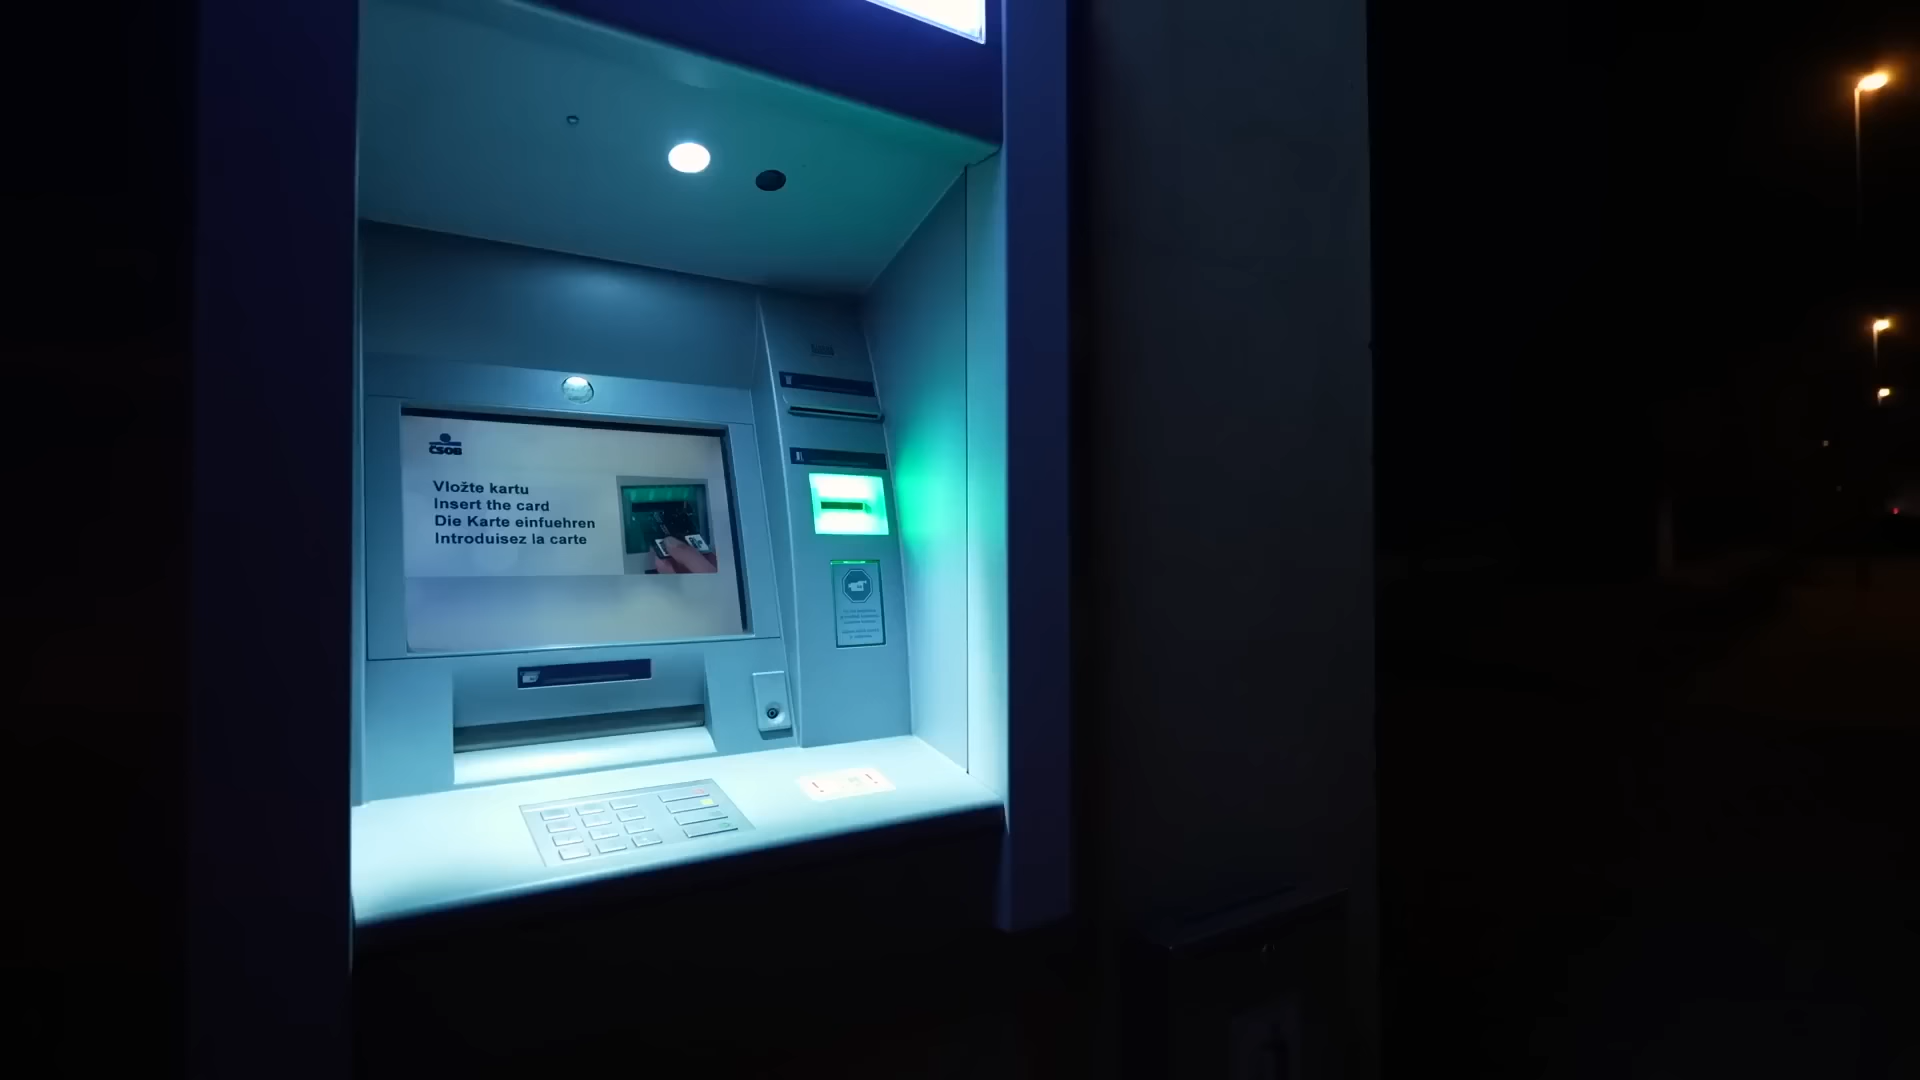 ČSOB
Vložte kartu
Insert the card
Die Karte einfuehren
Introduisez la carte